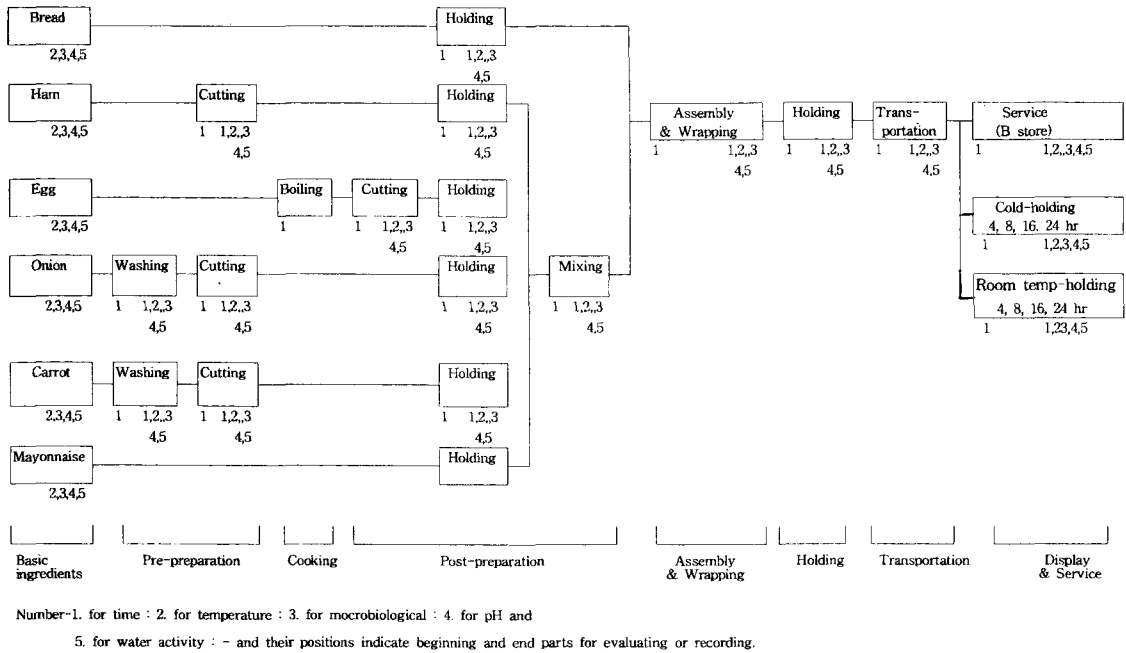 Bread Holding
2,3,4,5 1 1,2,,3
4,5
Ham Cutting Holding Assembly Holding Trans- Service
& Wrapping portation (B store)
2,3,4,5 1 1,2,,3 1 1,2,,3 1 1,2,,3 1 1,2,,3 1 1,2,,3 1 1,2,,3,4,5
4,5 4,5 4,5 4,5 4,5
Egg Boiling Cutting Holding Cold-holding
4, 8, 16, 24 hr
2,3,4,5 1 1 1,2,,3 1 1,2,,3 1 1,2,3,4,5
4,5 4,5
Onion Washing Cutting Holding Mixing Room temp-holding
4, 8, 16, 24 hr
2,3,4,5 1 1,2,,3 1 1,2,,3 1 1,2,,3 1 1,2,,3 1 1,23,4,5
4,5 4,5 4,5 4,5
Carrot Washing Cutting Holding
2,3,4,5 1 1,2,,3 1 1,2,,3 1 1,2,,3
4,5 4,5 4,5
Mayonnaise Holding
2,3,4,5
Basic Pre-preparation Cooking Post-preparation Assembly Holding Transportation Display
ingredients & Wrapping & Service
Number-1. for time : 2. for temperature : 3. for mocrobiological : 4. for pH and
5. for water activity : - and their positions indicate beginning and end parts for evaluating or recording.